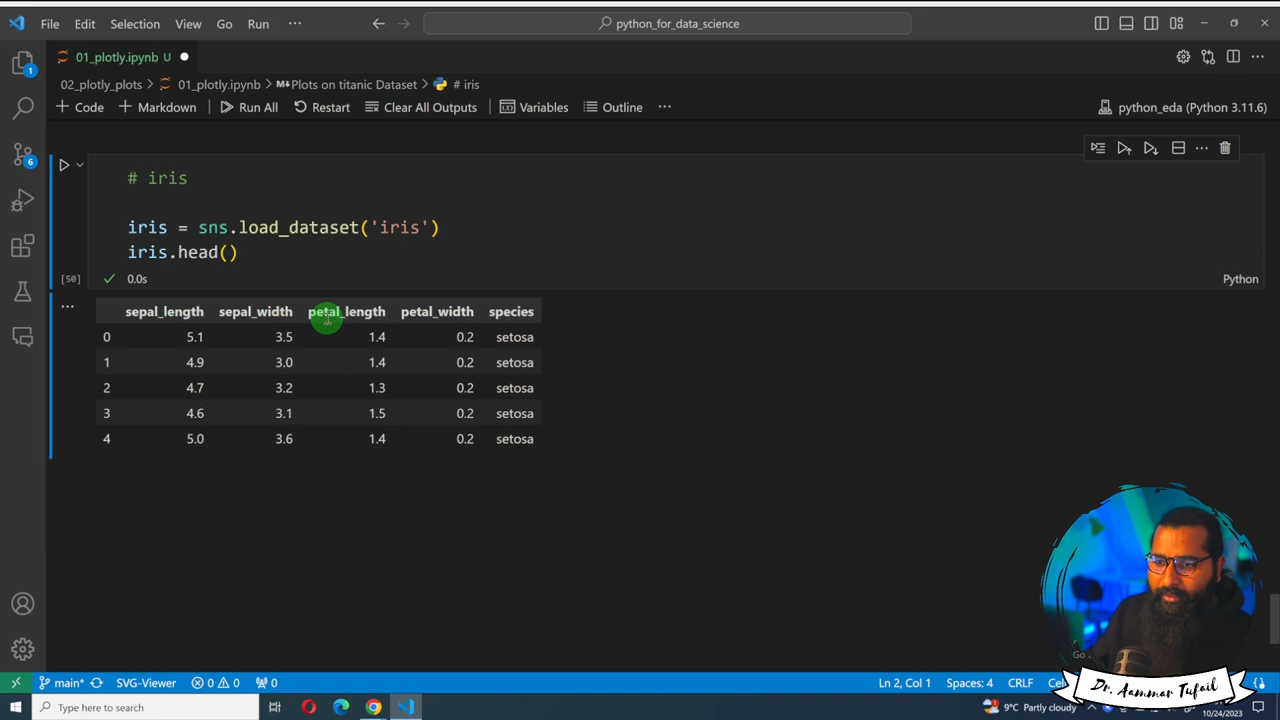 File Edit Selection View Go Run ··· python_for_data_science
01_plotly.ipynb U
02_plotly_plots > 01_plotly.ipynb > M↓Plots on titanic Dataset > # iris
+ Code + Markdown Run All Restart Clear All Outputs Variables Outline ··· python_eda (Python 3.11.6)
# iris
iris = sns.load_dataset('iris')
iris.head()
[50] 0.0s Python
sepal_length sepal_width petal_length petal_width species
0 5.1 3.5 1.4 0.2 setosa
1 4.9 3.0 1.4 0.2 setosa
2 4.7 3.2 1.3 0.2 setosa
3 4.6 3.1 1.5 0.2 setosa
4 5.0 3.6 1.4 0.2 setosa
1
6
Go
Dr. Aammar Tufail
main* SVG-Viewer 0 0 0 Ln 2, Col 1 Spaces: 4 CRLF
Type here to search 9°C Partly cloudy 10/24/2023